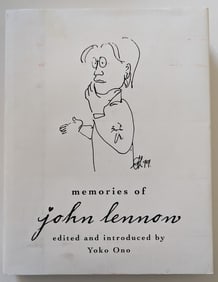 memories of
john lennon
edited and introduced by
Yoko Ono